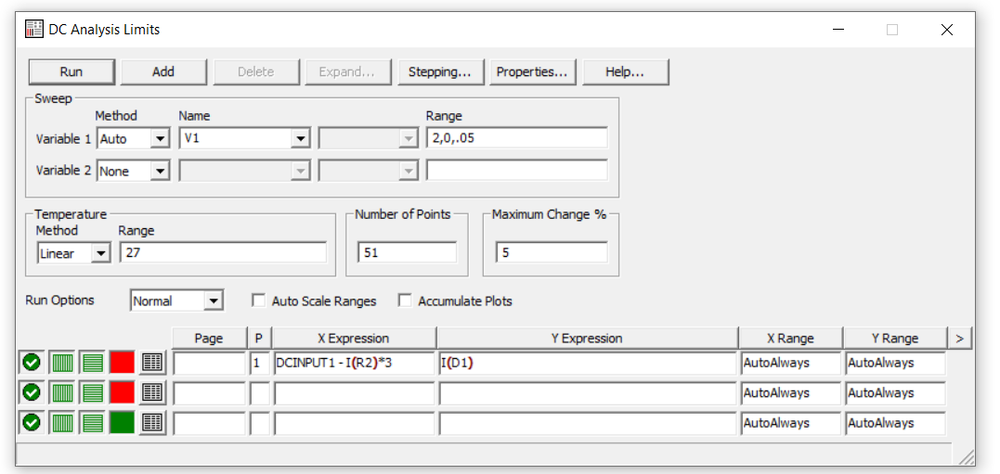 DC Analysis Limits
Run Add Delete Expand... Stepping... Properties... Help...
Sweep
Method Name Range
Variable 1 Auto V1 2,0,.05
Variable 2 None
Temperature Number of Points Maximum Change %
Method Range
Linear 27 51 5
Run Options Normal Auto Scale Ranges Accumulate Plots
Page P X Expression Y Expression X Range Y Range >
1 DCINPUT1 - I(R2)*3 I(D1) AutoAlways AutoAlways
AutoAlways AutoAlways
AutoAlways AutoAlways